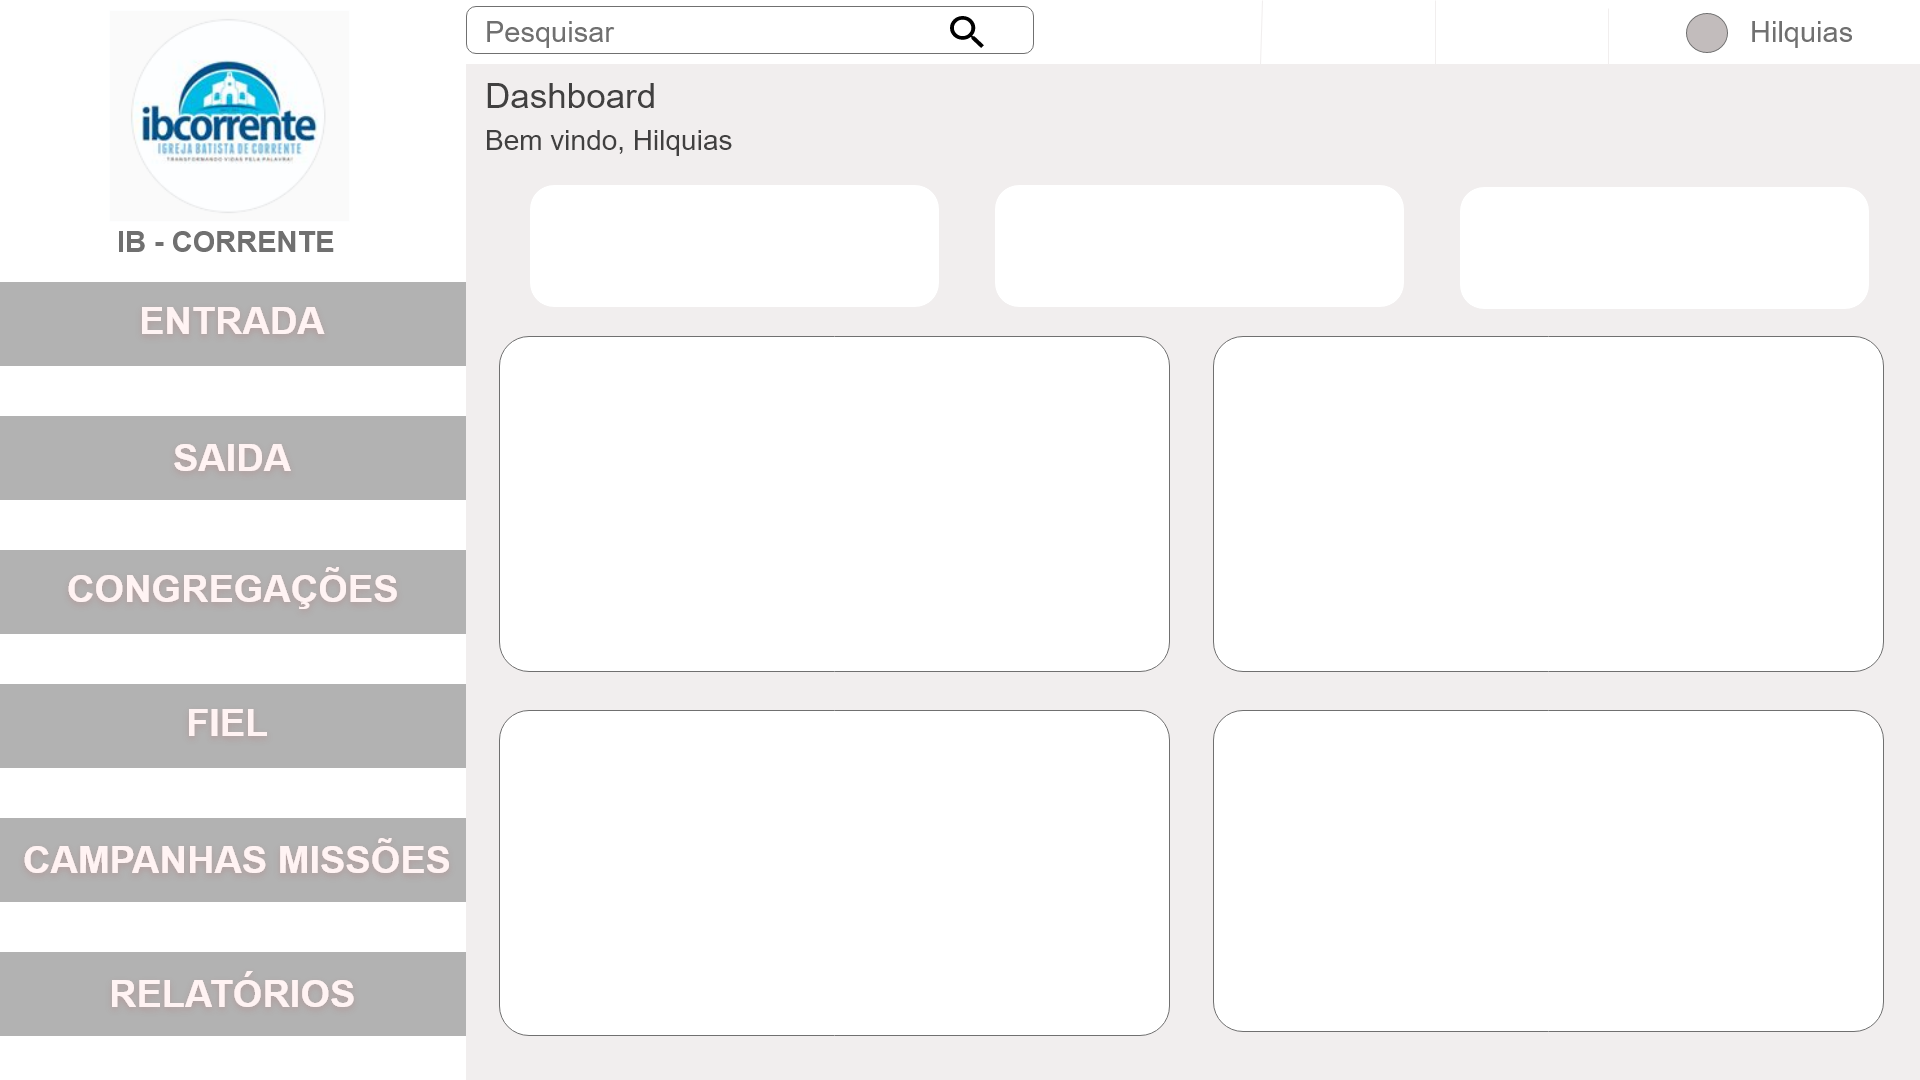 ibcorrente
IGREJA BATISTA DE CORRENTE
TRANSFORMANDO VIDAS PELA PALAVRA!
IB - CORRENTE
ENTRADA
SAIDA
CONGREGAÇÕES
FIEL
CAMPANHAS MISSÕES
RELATÓRIOS
Pesquisar
Hilquias
Dashboard
Bem vindo, Hilquias